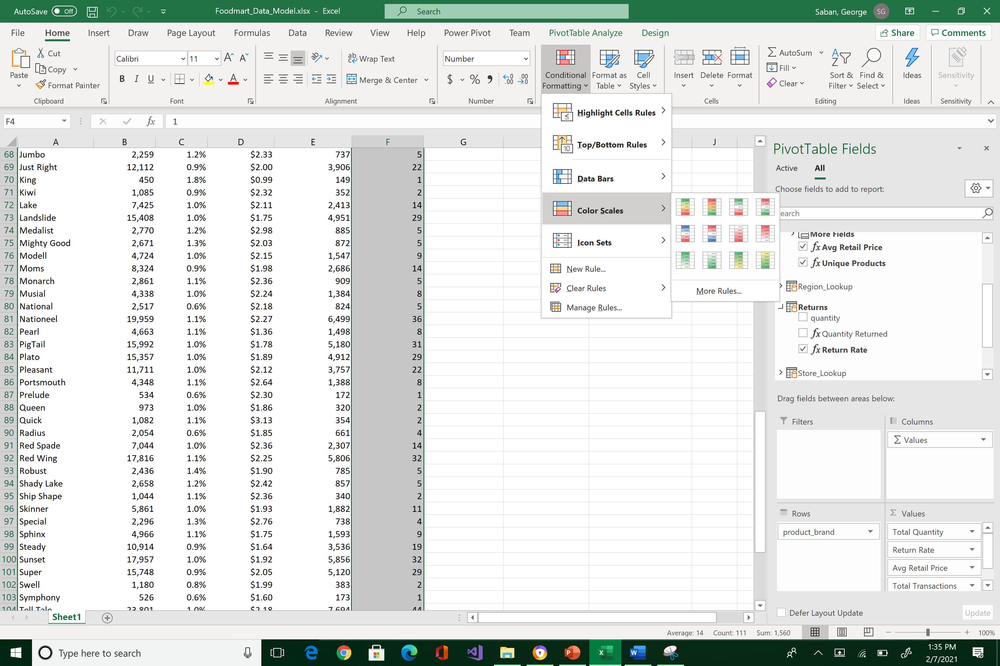 AutoSave Off Foodmart_Data_Model.xlsx - Excel Search Saban, George SG
File Home Insert Draw Page Layout Formulas Data Review View Help Power Pivot Team PivotTable Analyze Design Share Comments
Paste Cut Copy Format Painter Clipboard
Calibri 11 B I U A Font
Wrap Text Merge & Center Alignment
Number $ % Number
Conditional Formatting Format as Table Cell Styles
Insert Delete Format Cells
AutoSum Fill Clear Sort & Filter Find & Select Editing
Ideas Ideas
Sensitivity Sensitivity
F4 fx 1
A B C D E F G J
68 Jumbo 2,259 1.2% $2.33 737 5
69 Just Right 12,112 0.9% $2.00 3,906 22
70 King 450 1.8% $0.99 149 1
71 Kiwi 1,085 0.9% $2.32 352 2
72 Lake 7,425 1.0% $2.11 2,413 14
73 Landslide 15,408 1.0% $1.75 4,951 29
74 Medalist 2,770 1.2% $2.98 885 5
75 Mighty Good 2,671 1.3% $2.03 872 5
76 Modell 4,724 1.0% $2.15 1,547 9
77 Moms 8,324 0.9% $1.98 2,686 14
78 Monarch 2,861 1.1% $2.36 909 5
79 Musial 4,338 1.0% $2.24 1,384 8
80 National 2,517 0.6% $2.18 824 5
81 Nationeel 19,959 1.1% $2.27 6,499 36
82 Pearl 4,663 1.1% $1.36 1,498 8
83 PigTail 15,992 1.0% $1.78 5,180 31
84 Plato 15,357 1.0% $1.89 4,912 29
85 Pleasant 11,711 1.0% $2.12 3,757 22
86 Portsmouth 4,348 1.1% $2.64 1,388 8
87 Prelude 534 0.6% $2.30 172 1
88 Queen 973 1.0% $1.86 320 2
89 Quick 1,082 1.1% $3.13 354 2
90 Radius 2,054 0.6% $1.85 661 4
91 Red Spade 7,044 1.0% $2.36 2,307 14
92 Red Wing 17,816 1.1% $2.25 5,806 32
93 Robust 2,436 1.4% $1.90 785 5
94 Shady Lake 2,658 1.2% $2.42 857 5
95 Ship Shape 1,044 1.1% $2.36 340 2
96 Skinner 5,861 1.0% $1.93 1,882 11
97 Special 2,296 1.3% $2.76 738 4
98 Sphinx 4,966 1.1% $1.75 1,593 9
99 Steady 10,914 0.9% $1.64 3,536 19
100 Sunset 17,957 1.0% $1.92 5,856 32
101 Super 15,748 0.9% $2.05 5,120 29
102 Swell 1,180 0.8% $1.99 383 2
103 Symphony 526 0.6% $1.60 173 1
104 Tell Tale 23,801 1.0% $2.18 7,694 44
Highlight Cells Rules
Top/Bottom Rules
Data Bars
Color Scales
Icon Sets
New Rule...
Clear Rules
Manage Rules...
More Rules...
PivotTable Fields
Active All
Choose fields to add to report:
earch
More Fields
fx Avg Retail Price
fx Unique Products
Region_Lookup
Returns
quantity
fx Quantity Returned
fx Return Rate
Store_Lookup
Drag fields between areas below:
Filters Columns
Σ Values
Rows Σ Values
product_brand Total Quantity
Return Rate
Avg Retail Price
Total Transactions
Defer Layout Update Update
Sheet1
Average: 14 Count: 111 Sum: 1,560 100%
Type here to search
1:35 PM
2/7/2021